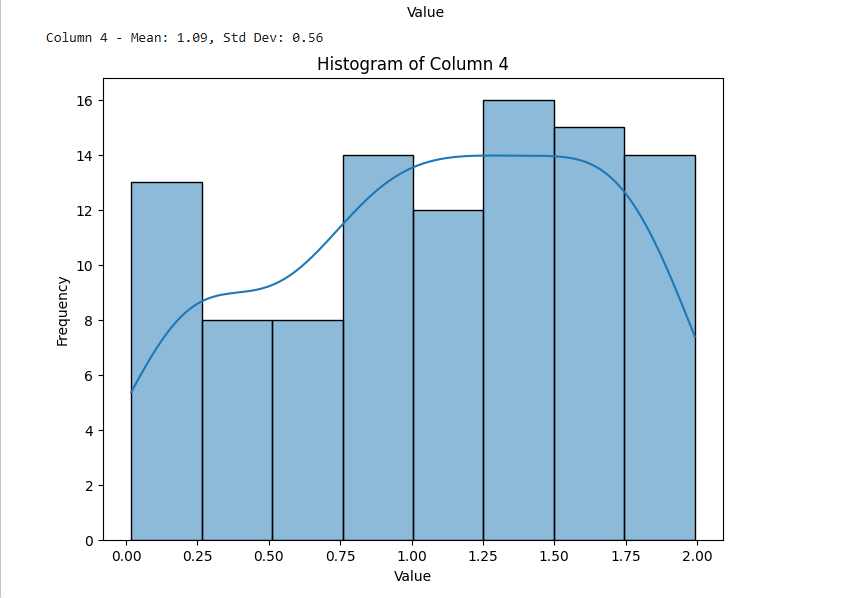 Value
Column 4 - Mean: 1.09, Std Dev: 0.56
Histogram of Column 4
16
14
12
10
8
6
4
2
0
Frequency
0.00 0.25 0.50 0.75 1.00 1.25 1.50 1.75 2.00
Value